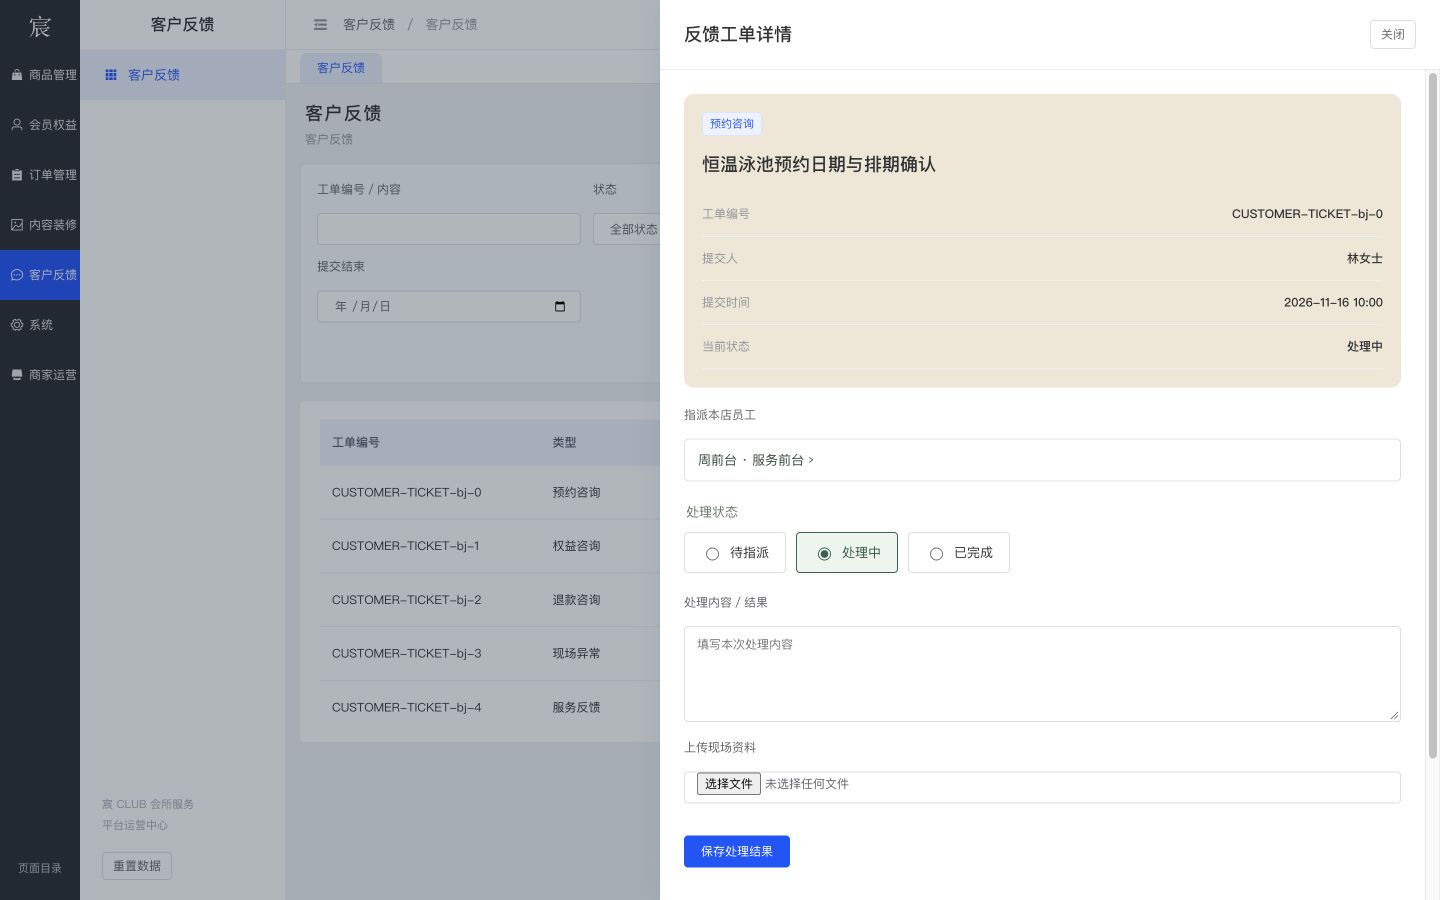 宸
商品管理
会员权益
订单管理
内容装修
客户反馈
系统
商家运营
页面目录
客户反馈
客户反馈
宸 CLUB 会所服务
平台运营中心
重置数据
客户反馈 / 客户反馈
客户反馈
客户反馈
客户反馈
工单编号 / 内容
状态
全部状态
提交结束
年 /月/日
工单编号 类型
CUSTOMER-TICKET-bj-0 预约咨询
CUSTOMER-TICKET-bj-1 权益咨询
CUSTOMER-TICKET-bj-2 退款咨询
CUSTOMER-TICKET-bj-3 现场异常
CUSTOMER-TICKET-bj-4 服务反馈
反馈工单详情
关闭
预约咨询
恒温泳池预约日期与排期确认
工单编号 CUSTOMER-TICKET-bj-0
提交人 林女士
提交时间 2026-11-16 10:00
当前状态 处理中
指派本店员工
周前台 · 服务前台 ›
处理状态
待指派 处理中 已完成
处理内容 / 结果
填写本次处理内容
上传现场资料
选择文件 未选择任何文件
保存处理结果